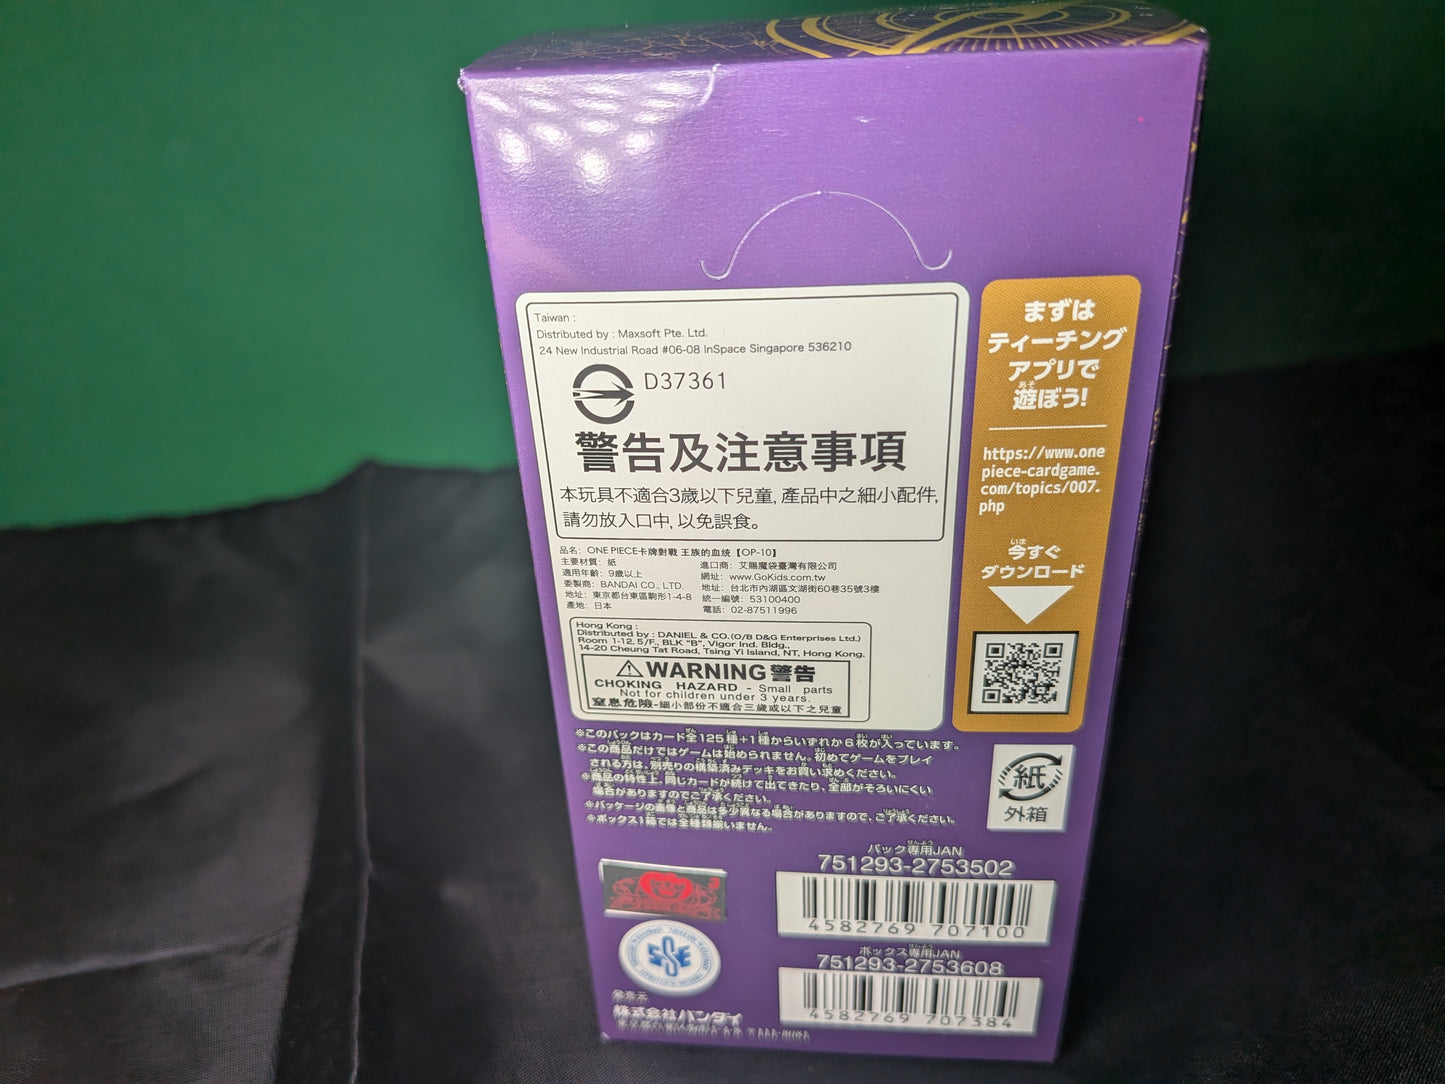 Taiwan :
Distributed by : Maxsoft Pte. Ltd.
24 New Industrial Road #06-08 InSpace Singapore 536210
D37361
警告及注意事項
本玩具不適合3歲以下兒童, 產品中之細小配件,
請勿放入口中, 以免誤食。
品名: ONE PIECE卡牌對戰 王族的血統【OP-10】
主要材質: 紙
適用年齡: 9歲以上
委製商: BANDAI CO., LTD.
地址: 東京都台東區駒形1-4-8
產地: 日本
進口商: 艾賜魔袋臺灣有限公司
網址: www.GoKids.com.tw
地址: 台北市內湖區文湖街60巷35號3樓
統一編號: 53100400
電話: 02-87511996
Hong Kong :
Distributed by : DANIEL & CO.(O/B D&G Enterprises Ltd.)
Room 1-12, 5/F., BLK "B", Vigor Ind. Bldg.,
14-20 Cheung Tat Road, Tsing Yi Island, NT, Hong Kong.
WARNING 警告
CHOKING HAZARD - Small parts
Not for children under 3 years.
窒息危險-細小部份不適合三歲或以下之兒童
まずは
ティーチング
アプリで
遊ぼう!
https://www.one
piece-cardgame.
com/topics/007.
php
今すぐ
ダウンロード
※このパックはカード全125種+1種からいずれか6枚が入っています。
※この商品だけではゲームは始められません。初めてゲームをプレイ
される方は、別売りの構築済みデッキをお買い求めください。
※商品の特性上、同じカードが続けて出てきたり、全部がそろいにくい
場合がありますのでご了承ください。
※パッケージの画像と商品は多少異なる場合がありますので、ご了承ください。
※ボックス1箱では全種類揃いません。
紙
外箱
パック専用JAN
751293-2753502
4582769 707100
ボックス専用JAN
751293-2753608
4582769 707384
発売元
株式会社バンダイ